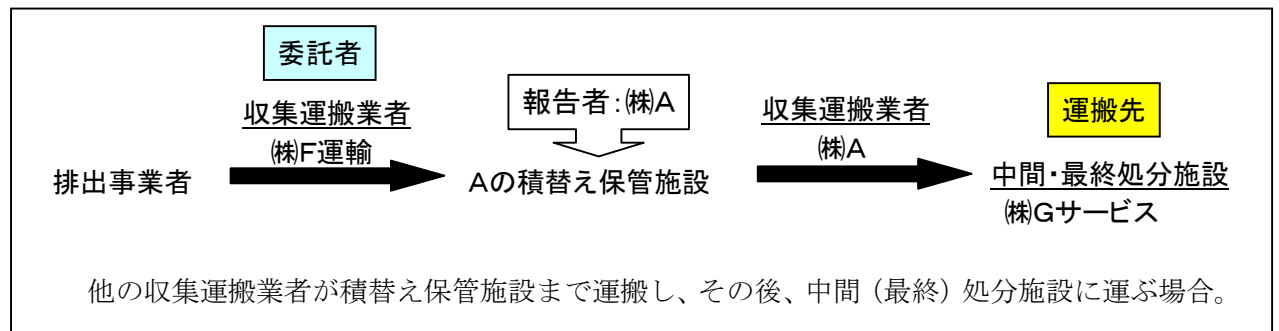 委託者
収集運搬業者
㈱F運輸
報告者:㈱A
収集運搬業者
㈱A
運搬先
排出事業者
Aの積替え保管施設
中間・最終処分施設
㈱Gサービス
他の収集運搬業者が積替え保管施設まで運搬し、その後、中間（最終）処分施設に運ぶ場合。